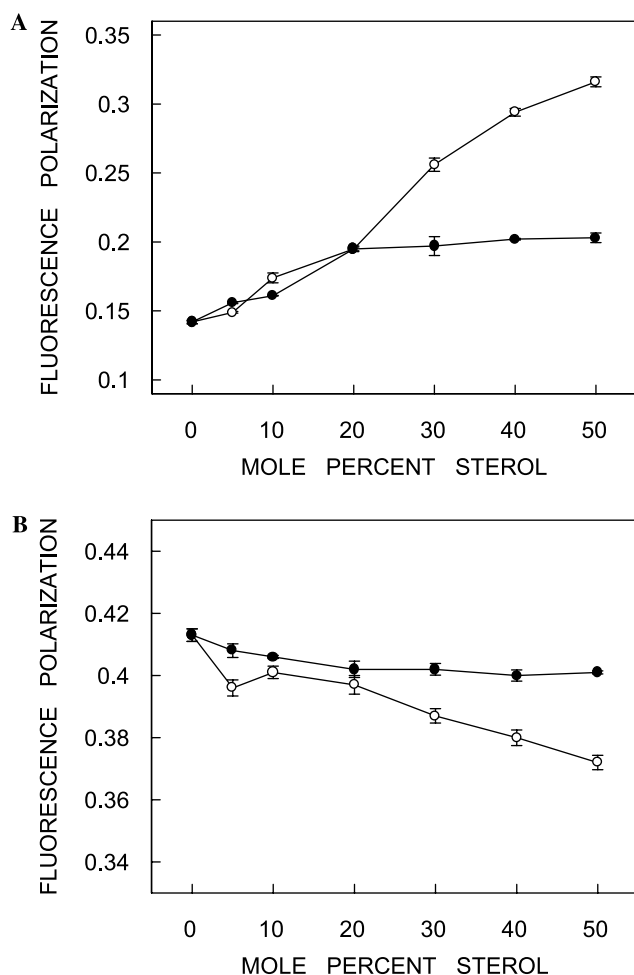 A
FLUORESCENCE POLARIZATION
0.35
0.3
0.25
0.2
0.15
0.1
0 10 20 30 40 50
MOLE PERCENT STEROL
B
FLUORESCENCE POLARIZATION
0.44
0.42
0.4
0.38
0.36
0.34
0 10 20 30 40 50
MOLE PERCENT STEROL